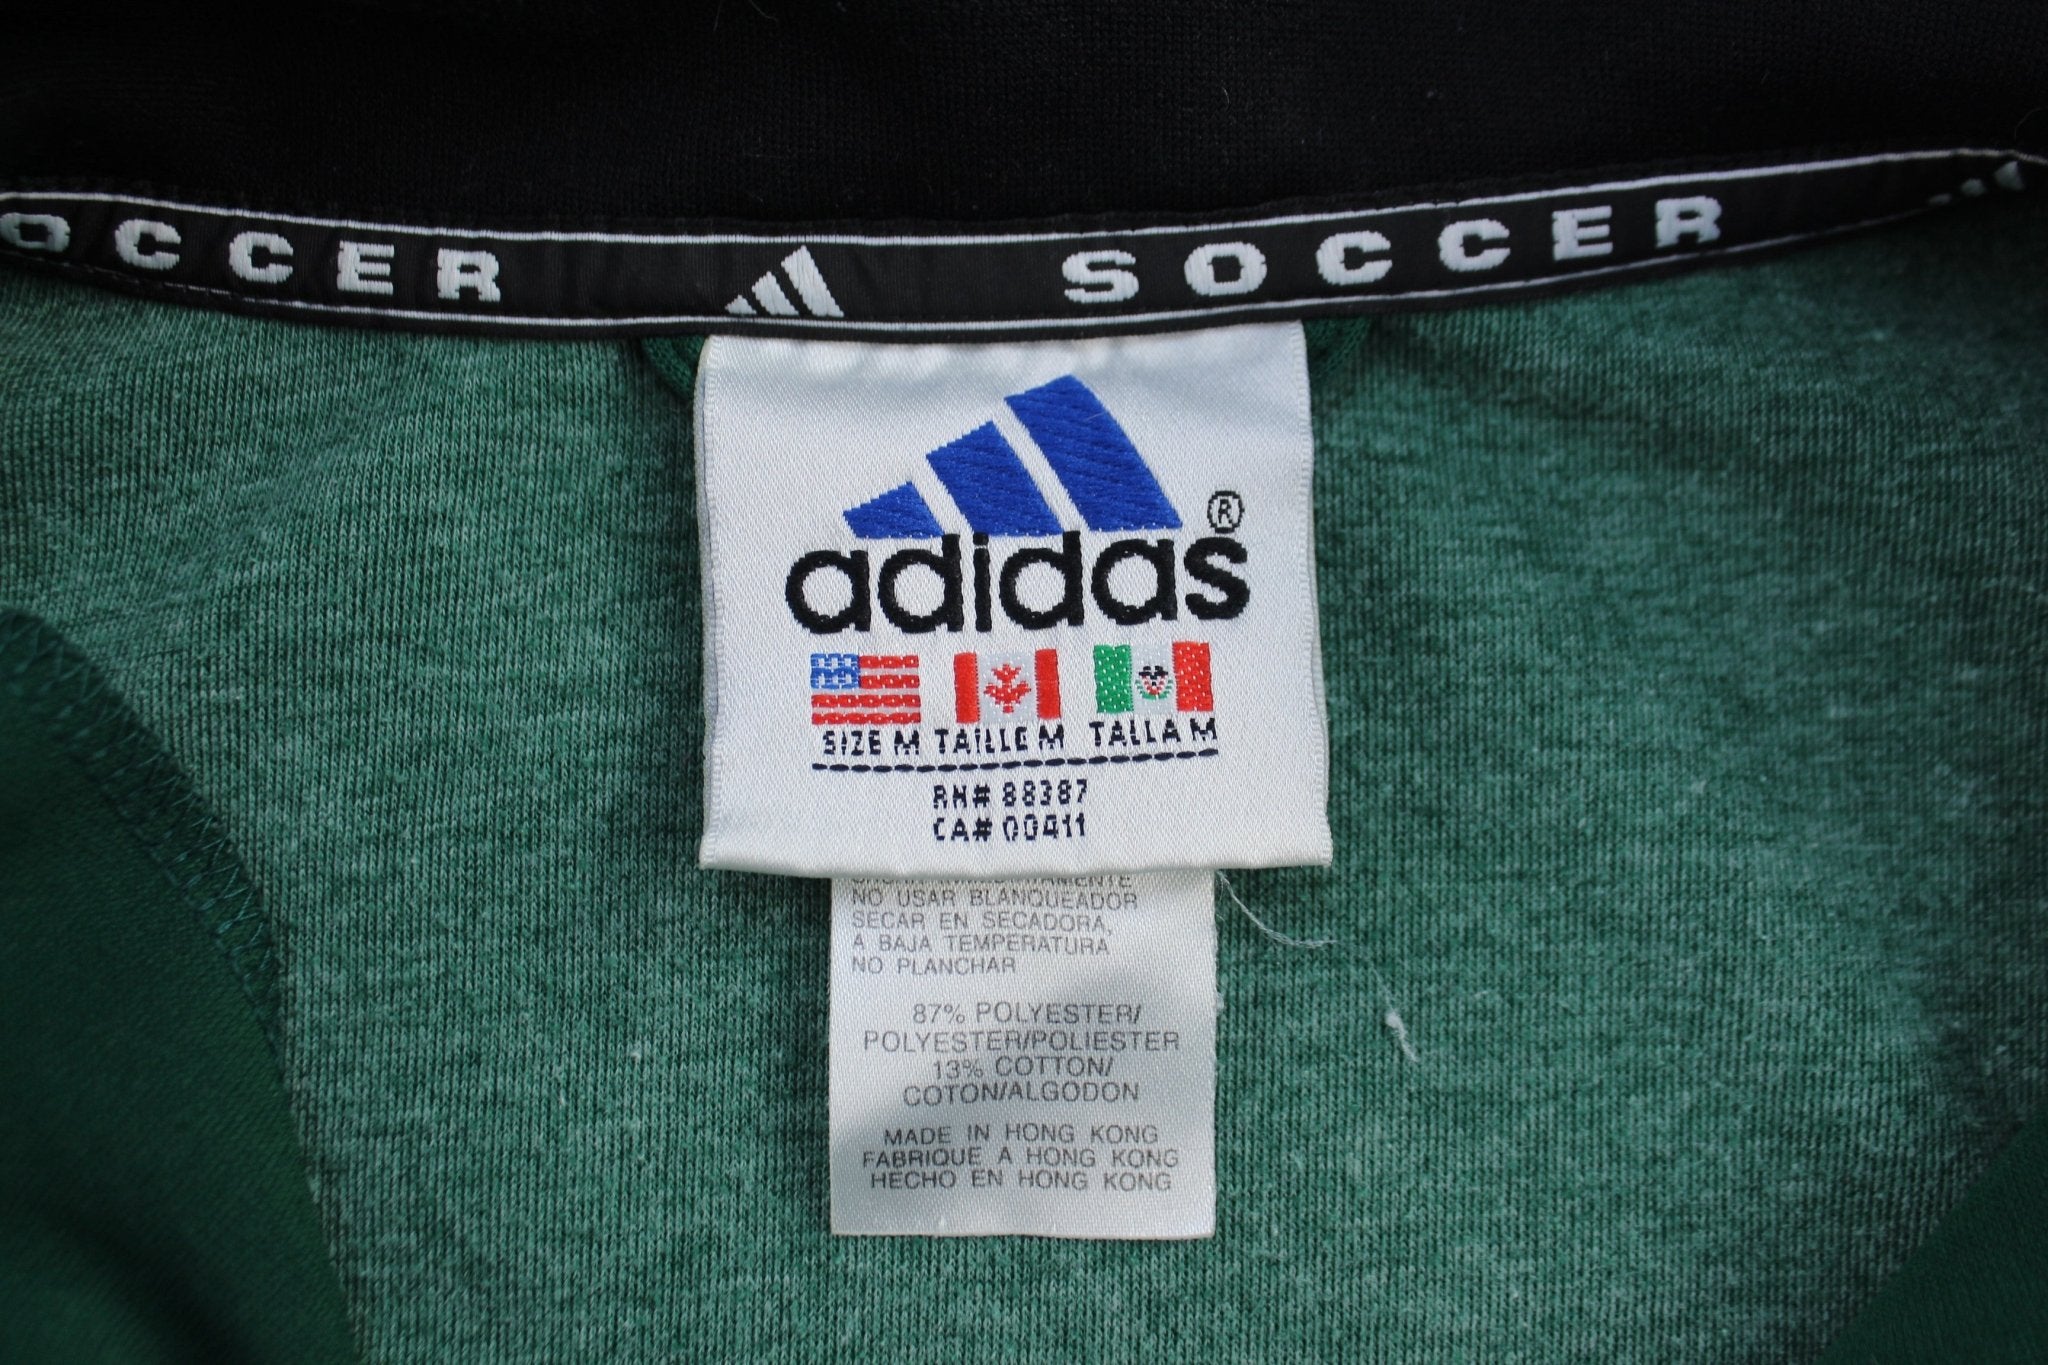 SOCCER SOCCER
adidas®
SIZE M TAILLE M TALLA M
RN# 88387
CA# 00411
NO USAR BLANQUEADOR
SECAR EN SECADORA,
A BAJA TEMPERATURA
NO PLANCHAR
87% POLYESTER/
POLYESTER/POLIESTER
13% COTTON/
COTON/ALGODON
MADE IN HONG KONG
FABRIQUE A HONG KONG
HECHO EN HONG KONG